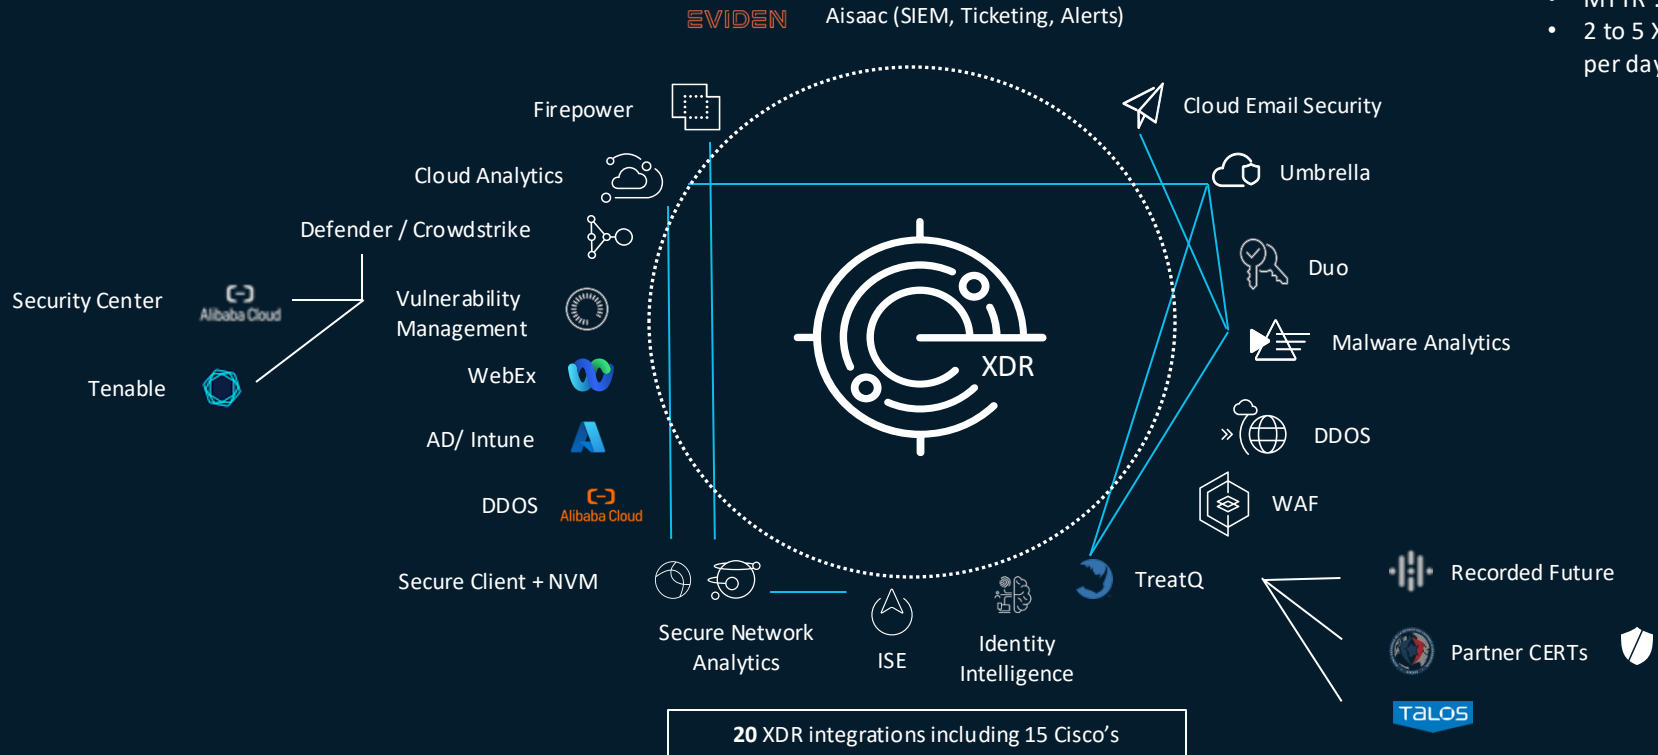 EVIDEN
Aisaac (SIEM, Ticketing, Alerts)
2 to 5 X
per day
Firepower
Cloud Email Security
Cloud Analytics
Umbrella
Defender / Crowdstrike
Duo
Security Center
Alibaba Cloud
Vulnerability
Management
Malware Analytics
XDR
WebEx
Tenable
AD/ Intune
DDOS
DDOS
Alibaba Cloud
WAF
Secure Client + NVM
TreatQ
Recorded Future
Secure Network
Analytics
ISE
Identity
Intelligence
Partner CERTs
TALOS
20 XDR integrations including 15 Cisco’s